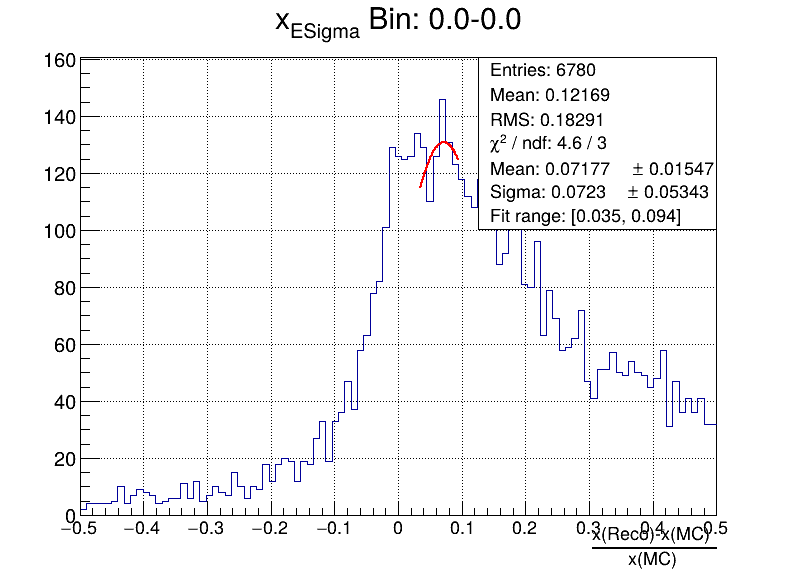 xESigma Bin: 0.0-0.0
Entries: 6780
Mean: 0.12169
RMS: 0.18291
χ² / ndf: 4.6 / 3
Mean: 0.07177 ± 0.01547
Sigma: 0.0723 ± 0.05343
Fit range: [0.035, 0.094]
160
140
120
100
80
60
40
20
0
−0.5 −0.4 −0.3 −0.2 −0.1 0 0.1 0.2 0.3 0.4 0.5
x(Reco)-x(MC)
x(MC)